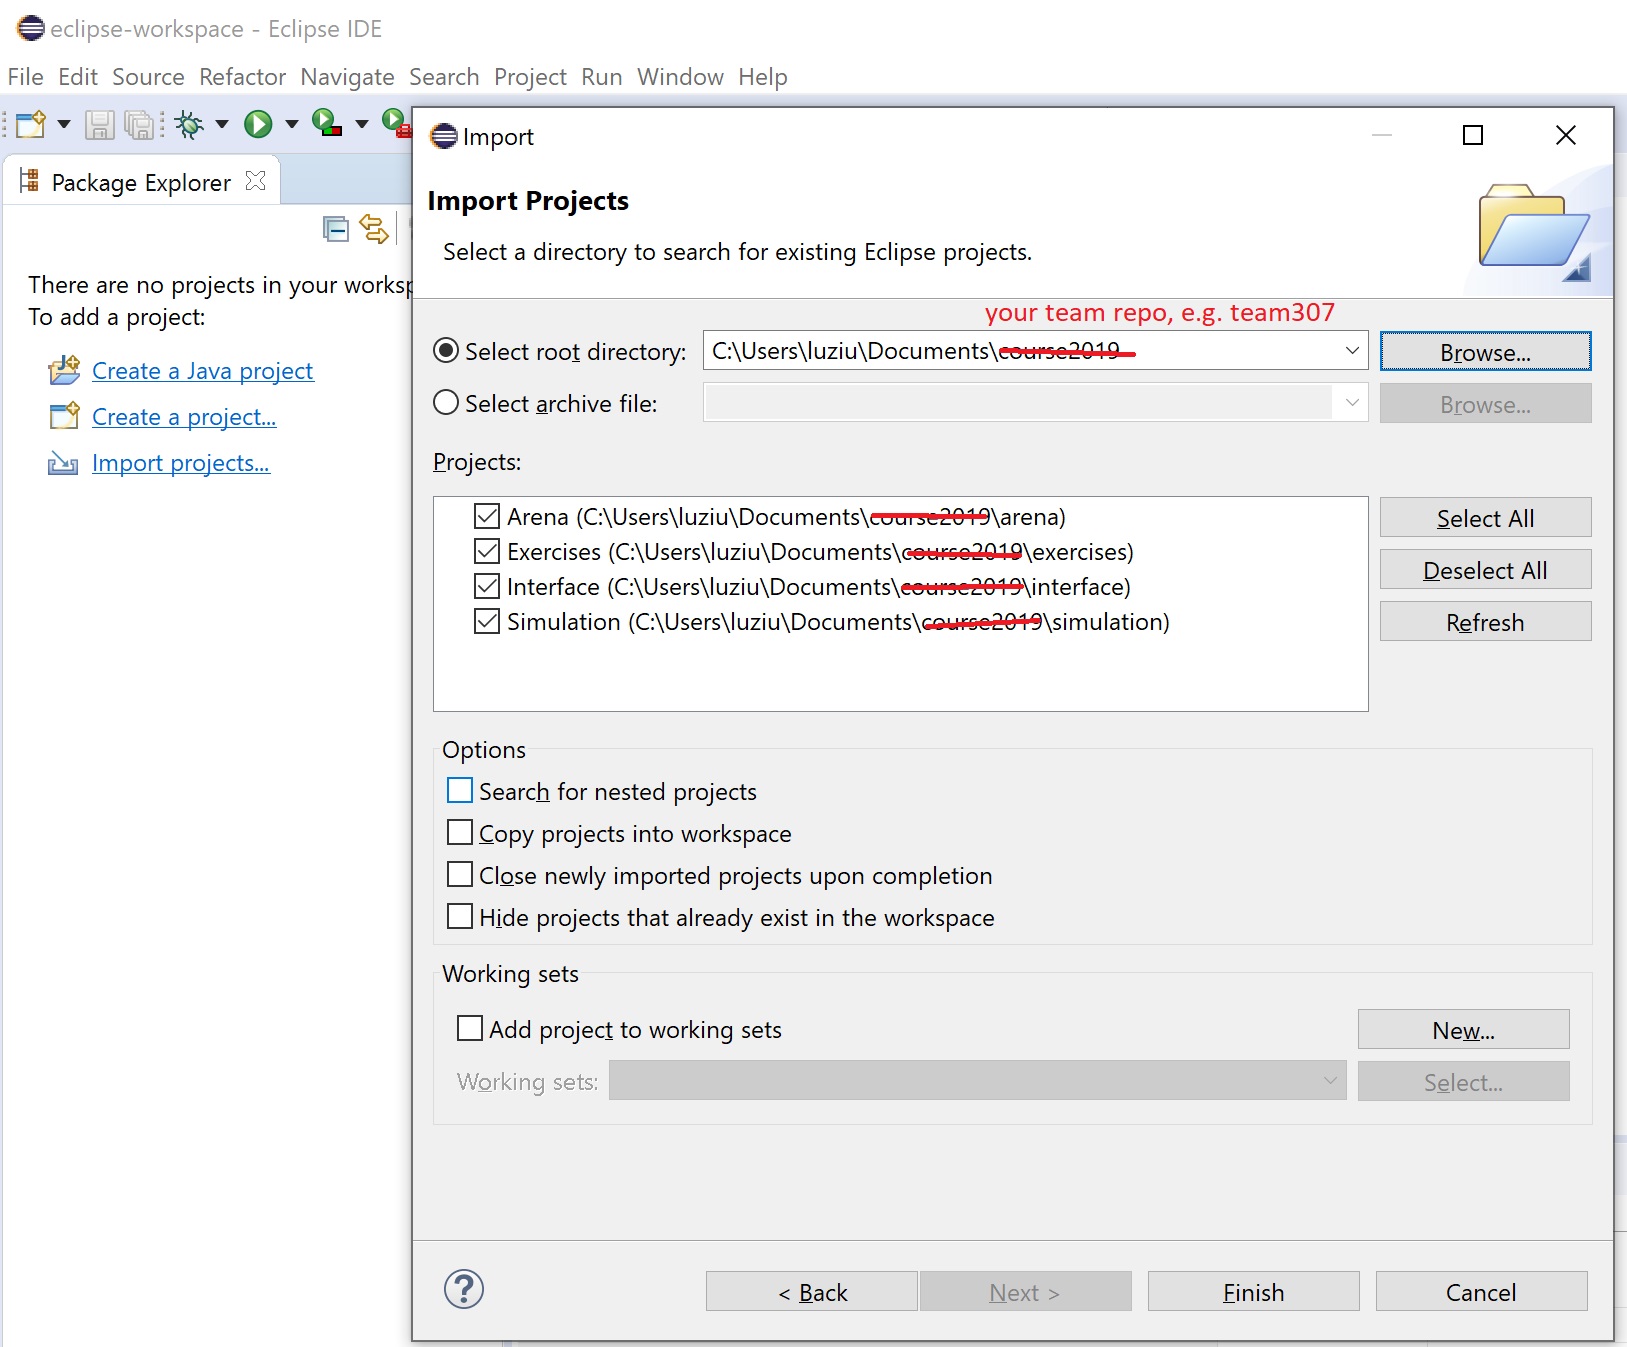 eclipse-workspace - Eclipse IDE
File Edit Source Refactor Navigate Search Project Run Window Help
Package Explorer
There are no projects in your worksp
To add a project:
Create a Java project
Create a project...
Import projects...
Import
Import Projects
Select a directory to search for existing Eclipse projects.
your team repo, e.g. team307
Select root directory: C:\Users\luziu\Documents\course2019 Browse...
Select archive file: Browse...
Projects:
Arena (C:\Users\luziu\Documents\course2019\arena) Select All
Exercises (C:\Users\luziu\Documents\course2019\exercises) Deselect All
Interface (C:\Users\luziu\Documents\course2019\interface)
Simulation (C:\Users\luziu\Documents\course2019\simulation) Refresh
Options
Search for nested projects
Copy projects into workspace
Close newly imported projects upon completion
Hide projects that already exist in the workspace
Working sets
Add project to working sets New...
Working sets: Select...
? < Back Next > Finish Cancel